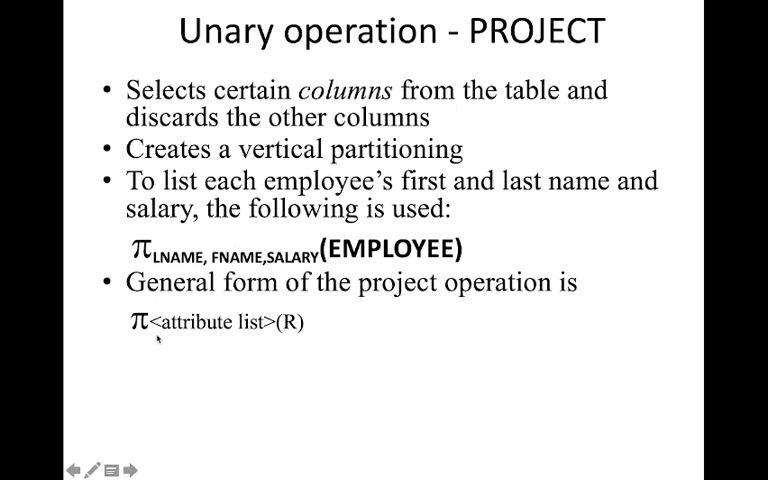 Unary operation - PROJECT
• Selects certain columns from the table and
discards the other columns
• Creates a vertical partitioning
• To list each employee’s first and last name and
salary, the following is used:
πLNAME, FNAME,SALARY(EMPLOYEE)
• General form of the project operation is
π<attribute list>(R)